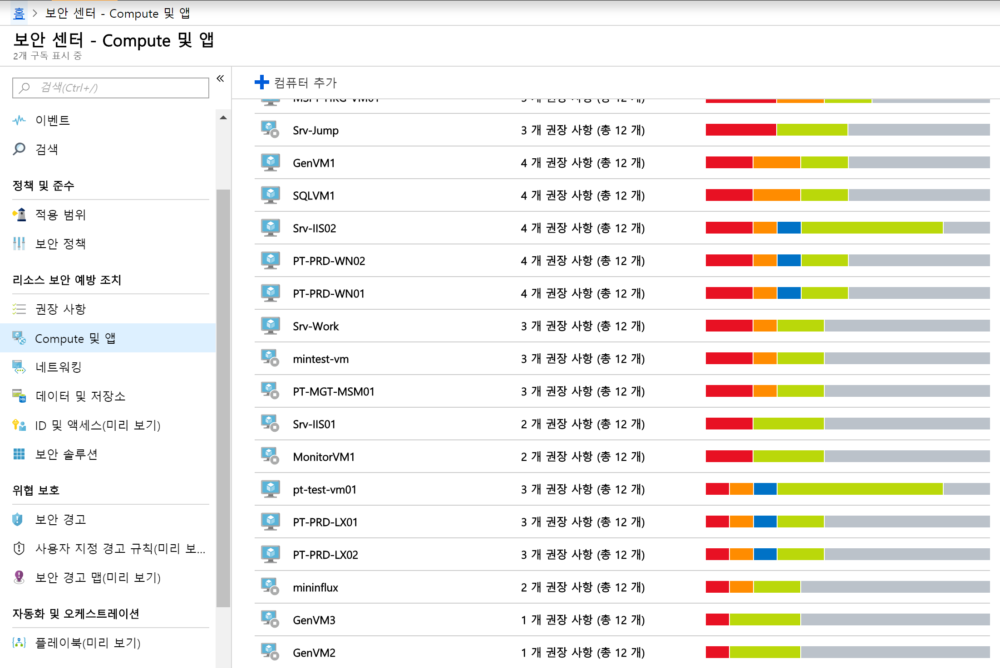 홈 > 보안 센터 - Compute 및 앱
보안 센터 - Compute 및 앱
2개 구독 표시 중
검색(Ctrl+/)
«
이벤트
검색
정책 및 준수
적용 범위
보안 정책
리소스 보안 예방 조치
권장 사항
Compute 및 앱
네트워킹
데이터 및 저장소
SQL
ID 및 액세스(미리 보기)
보안 솔루션
위협 보호
보안 경고
사용자 지정 경고 규칙(미리 보...
보안 경고 맵(미리 보기)
자동화 및 오케스트레이션
플레이북(미리 보기)
컴퓨터 추가
Srv-Jump 3 개 권장 사항 (총 12 개)
GenVM1 4 개 권장 사항 (총 12 개)
SQLVM1 4 개 권장 사항 (총 12 개)
Srv-IIS02 4 개 권장 사항 (총 12 개)
PT-PRD-WN02 4 개 권장 사항 (총 12 개)
PT-PRD-WN01 4 개 권장 사항 (총 12 개)
Srv-Work 3 개 권장 사항 (총 12 개)
mintest-vm 3 개 권장 사항 (총 12 개)
PT-MGT-MSM01 3 개 권장 사항 (총 12 개)
Srv-IIS01 2 개 권장 사항 (총 12 개)
MonitorVM1 2 개 권장 사항 (총 12 개)
pt-test-vm01 3 개 권장 사항 (총 12 개)
PT-PRD-LX01 3 개 권장 사항 (총 12 개)
PT-PRD-LX02 3 개 권장 사항 (총 12 개)
mininflux 2 개 권장 사항 (총 12 개)
GenVM3 1 개 권장 사항 (총 12 개)
GenVM2 1 개 권장 사항 (총 12 개)